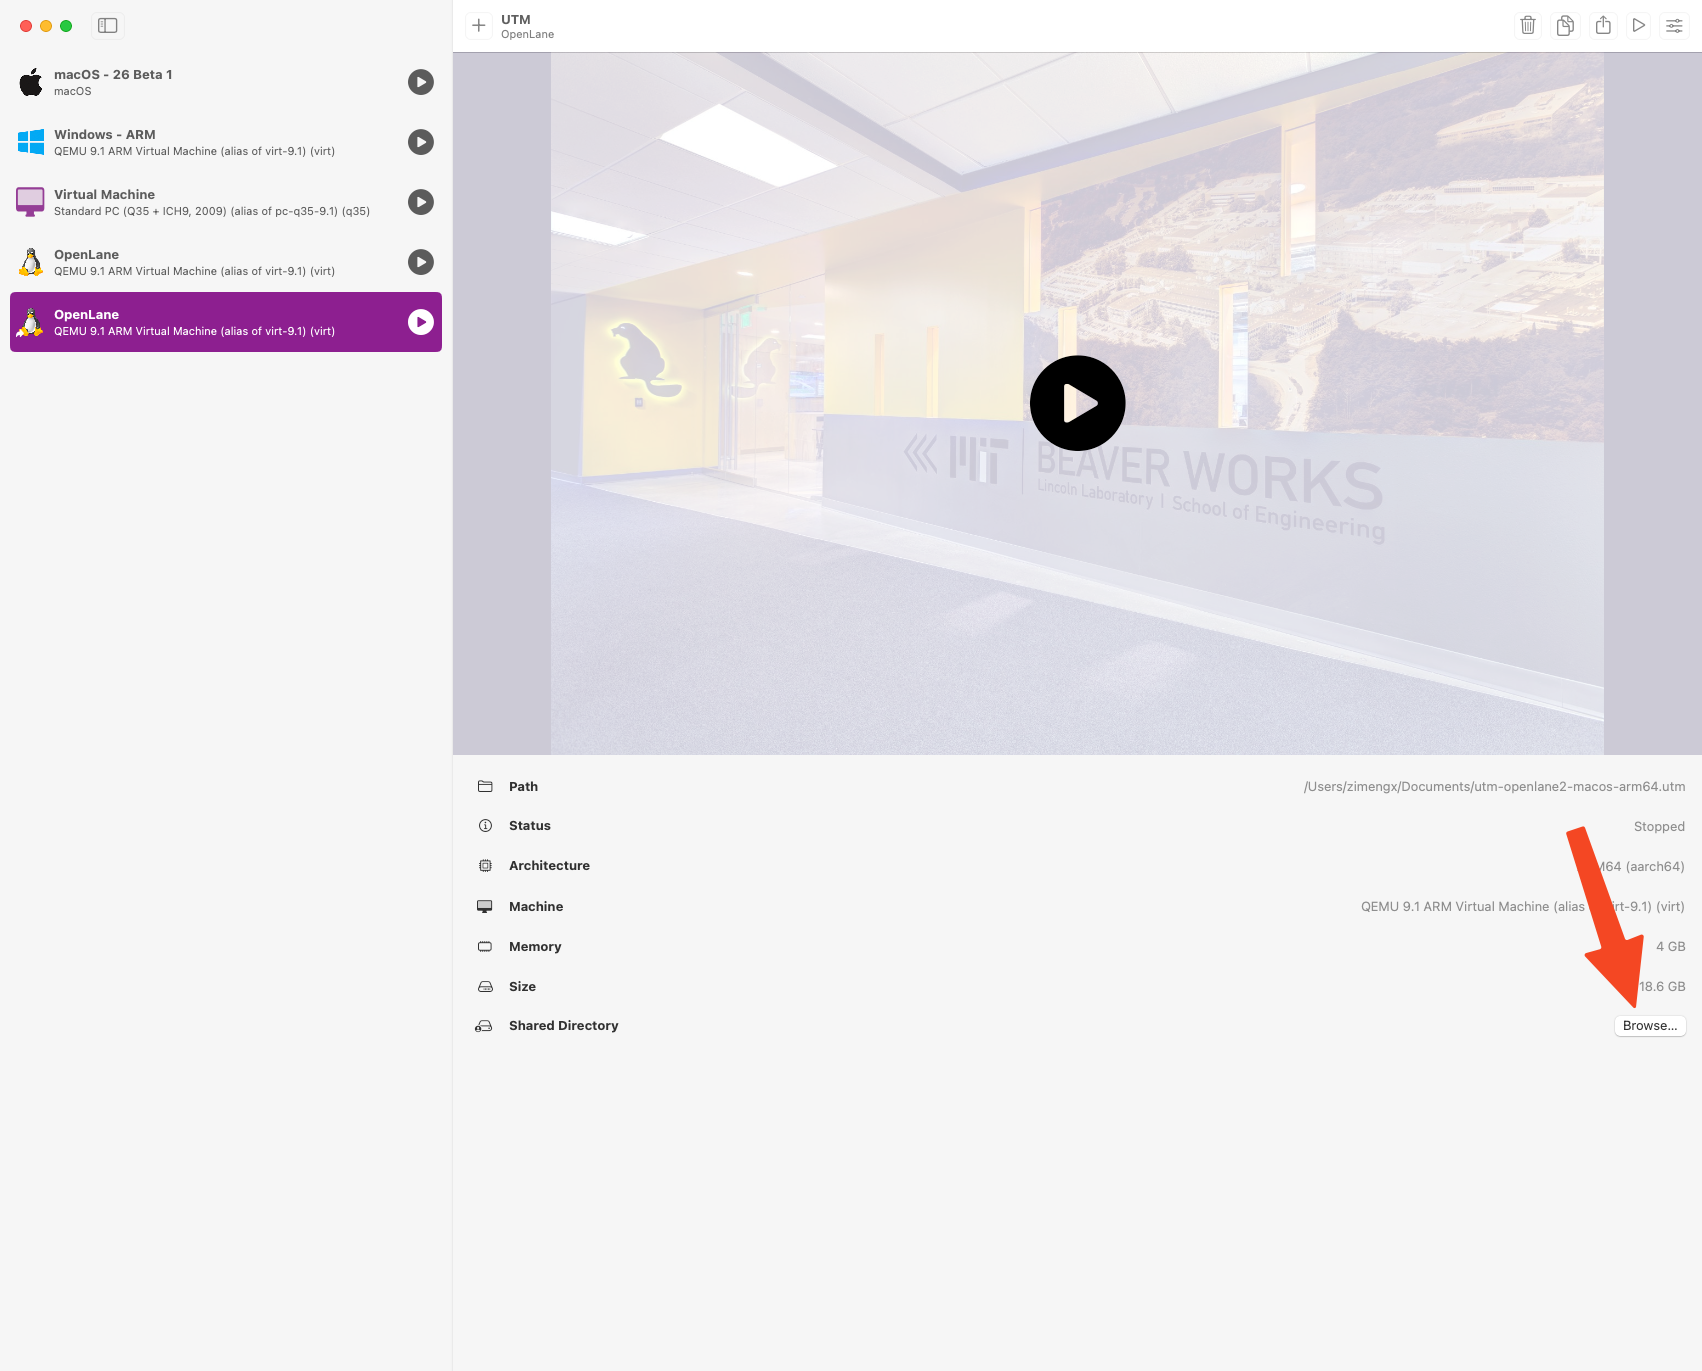 UTM
OpenLane
macOS - 26 Beta 1
macOS
Windows - ARM
QEMU 9.1 ARM Virtual Machine (alias of virt-9.1) (virt)
Virtual Machine
Standard PC (Q35 + ICH9, 2009) (alias of pc-q35-9.1) (q35)
OpenLane
QEMU 9.1 ARM Virtual Machine (alias of virt-9.1) (virt)
OpenLane
QEMU 9.1 ARM Virtual Machine (alias of virt-9.1) (virt)
MIT BEAVER WORKS
Lincoln Laboratory | School of Engineering
Path /Users/zimengx/Documents/utm-openlane2-macos-arm64.utm
Status Stopped
Architecture M64 (aarch64)
Machine QEMU 9.1 ARM Virtual Machine (alias irt-9.1) (virt)
Memory 4 GB
Size 18.6 GB
Shared Directory Browse...